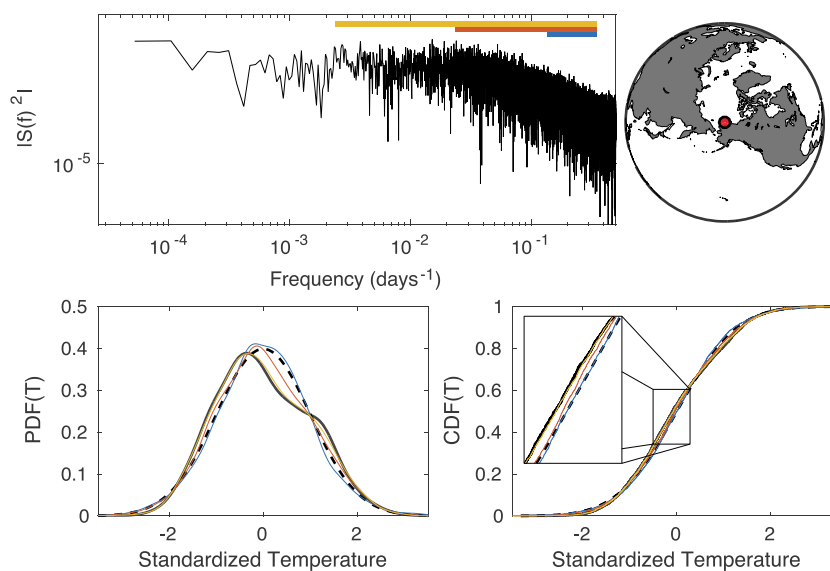 |S(f) ²|
10⁻⁵
10⁻⁴ 10⁻³ 10⁻² 10⁻¹
Frequency (days⁻¹)
PDF(T)
0.5
0.4
0.3
0.2
0.1
0
-2 0 2
Standardized Temperature
CDF(T)
1
0.8
0.6
0.4
0.2
0
-2 0 2
Standardized Temperature